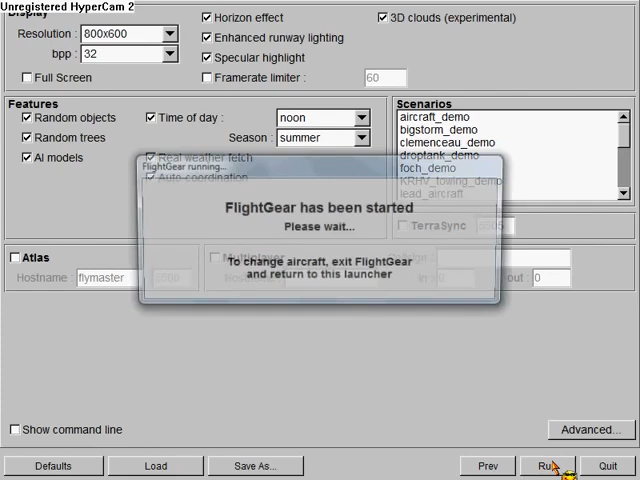 Unregistered HyperCam 2
Display
Resolution : 800x600
bpp : 32
Full Screen
Horizon effect
Enhanced runway lighting
Specular highlight
Framerate limiter : 60
3D clouds (experimental)
Features
Random objects
Random trees
AI models
Time of day : noon
Season : summer
Real weather fetch
Auto-coordination
Scenarios
aircraft_demo
bigstorm_demo
clemenceau_demo
droptank_demo
foch_demo
KRHV_towing_demo
lead_aircraft
TerraSync 5505
FlightGear running...
FlightGear has been started
Please wait...
To change aircraft, exit FlightGear
and return to this launcher
Atlas
Hostname : flymaster
Multiplayer
out : 0
Show command line
Advanced...
Defaults
Load
Save As...
Prev
Ru
Quit